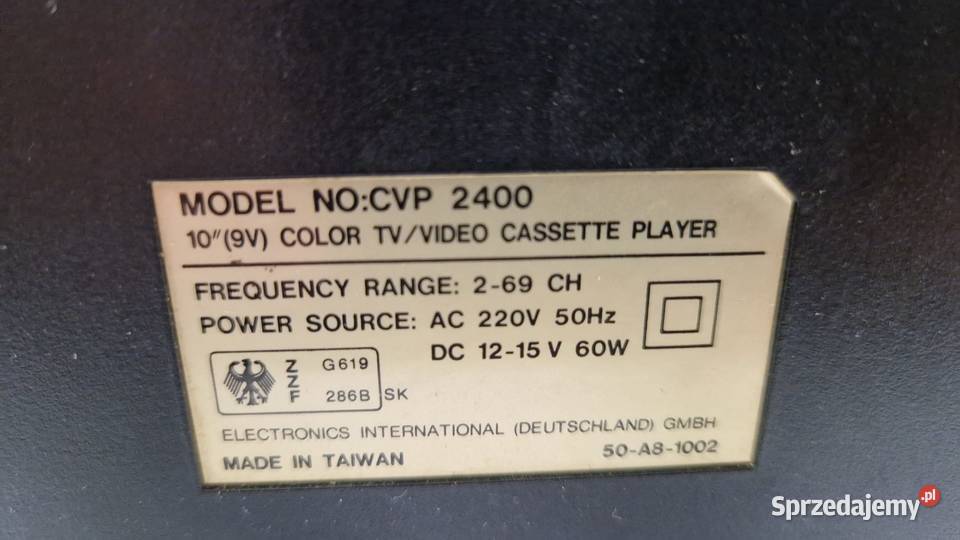 MODEL NO:CVP 2400
10"(9V) COLOR TV/VIDEO CASSETTE PLAYER
FREQUENCY RANGE: 2-69 CH
POWER SOURCE: AC 220V 50Hz
DC 12-15 V 60W
Z G619
Z
F 286B SK
ELECTRONICS INTERNATIONAL (DEUTSCHLAND) GMBH
MADE IN TAIWAN 50-A8-1002
Sprzedajemy.pl